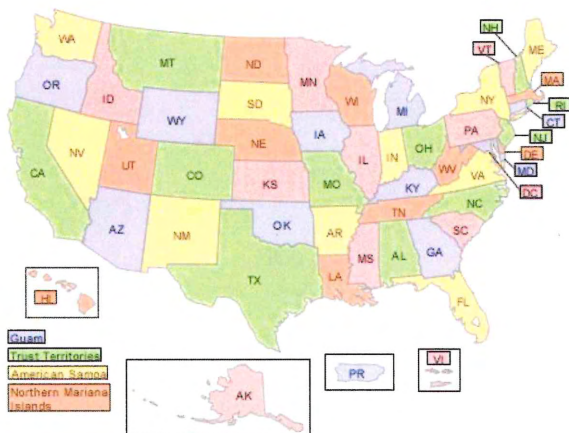 NH
WA
VT
ME
MT
ND
MN
OR
MA
ID
SD
WI
NY
RI
WY
MI
CT
PA
NJ
IA
NE
NV
OH
DE
IL
IN
UT
WV
MD
CA
CO
VA
KS
MO
KY
DC
NC
TN
AZ
OK
SC
NM
AR
MS
AL
GA
TX
LA
HI
FL
Guam
Trust Territories
American Samoa
Northern Mariana
Islands
AK
PR
VI